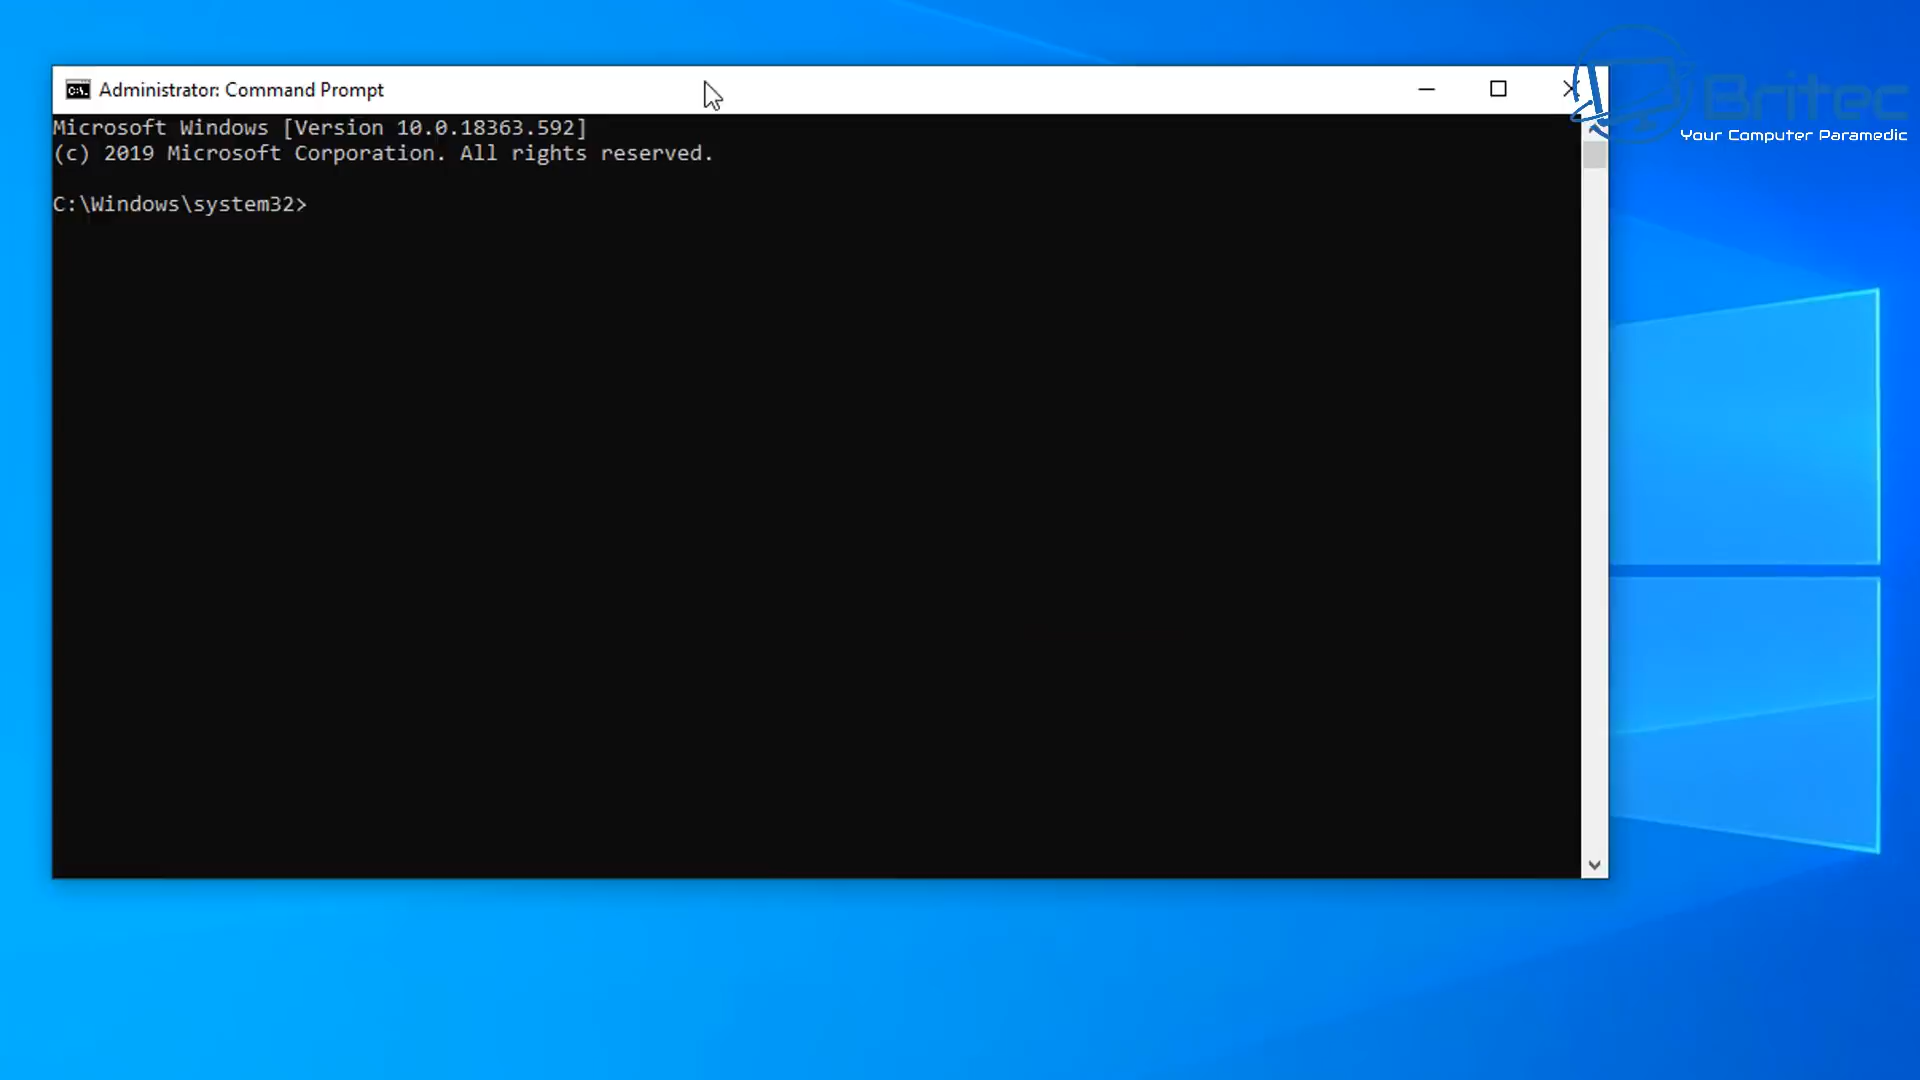 Administrator: Command Prompt
Britec
Your Computer Paramedic
Microsoft Windows [Version 10.0.18363.592]
(c) 2019 Microsoft Corporation. All rights reserved.
C:\Windows\system32>